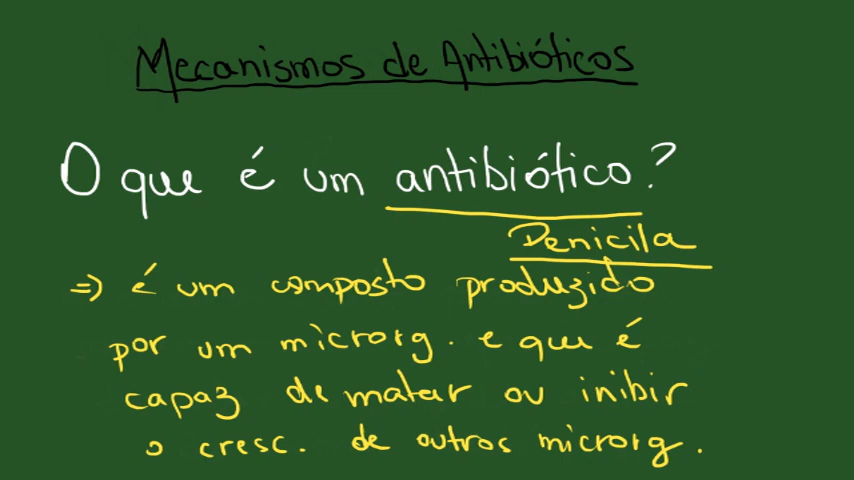 Mecanismos de Antibióticos
O que é um antibiótico?
Penicila
=> é um composto produzido
por um microrg. e que é
capaz de matar ou inibir
o cresc. de outros microrg.